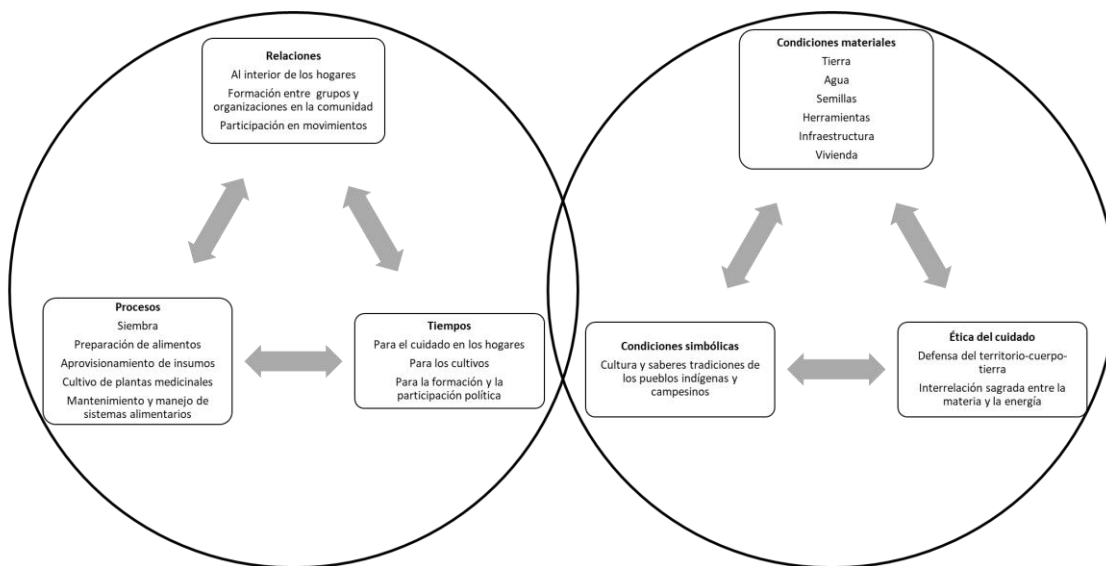 Relaciones
Al interior de los hogares
Formación entre grupos y
organizaciones en la comunidad
Participación en movimientos
Procesos
Siembra
Preparación de alimentos
Aprovisionamiento de insumos
Cultivo de plantas medicinales
Mantenimiento y manejo de
sistemas alimentarios
Tiempos
Para el cuidado en los hogares
Para los cultivos
Para la formación y la
participación política
Condiciones materiales
Tierra
Agua
Semillas
Herramientas
Infraestructura
Vivienda
Condiciones simbólicas
Cultura y saberes tradiciones de
los pueblos indígenas y
campesinos
Ética del cuidado
Defensa del territorio-cuerpo-
tierra
Interrelación sagrada entre la
materia y la energía